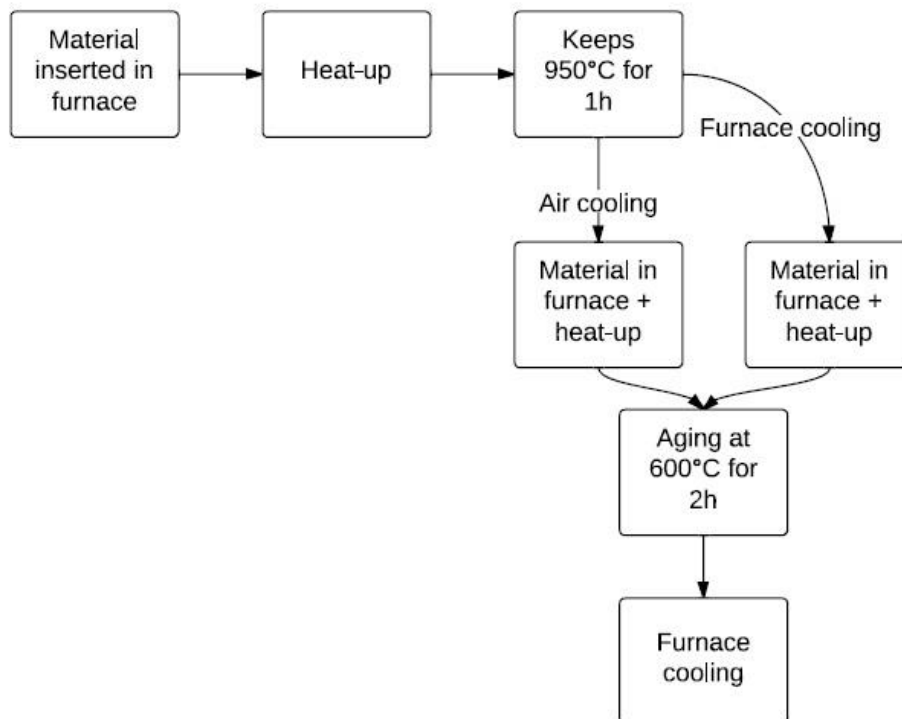 Material
inserted in
furnace
Heat-up
Keeps
950°C for
1h
Furnace cooling
Air cooling
Material in
furnace +
heat-up
Material in
furnace +
heat-up
Aging at
600°C for
2h
Furnace
cooling